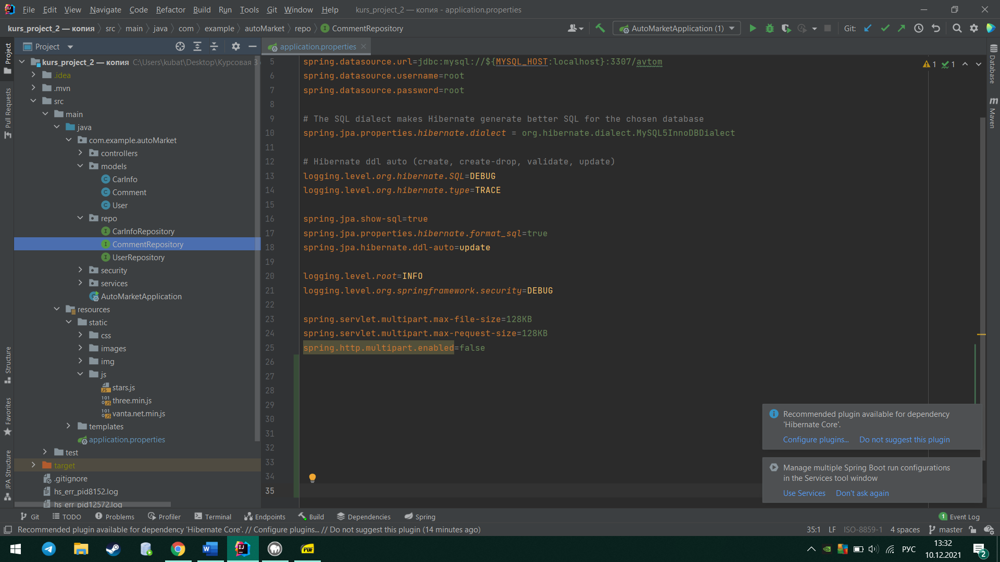 File Edit View Navigate Code Refactor Build Run Tools Git Window Help kurs_project_2 — копия - application.properties
kurs_project_2 — копия src main java com example autoMarket repo CommentRepository AutoMarketApplication (1) Git:
Project
application.properties
kurs_project_2 — копия C:\Users\kubat\Desktop\Курсовая 3
.idea
.mvn
src
main
java
com.example.autoMarket
controllers
models
CarInfo
Comment
User
repo
CarInfoRepository
CommentRepository
UserRepository
security
services
AutoMarketApplication
resources
static
css
images
img
js
stars.js
three.min.js
vanta.net.min.js
templates
application.properties
test
target
.gitignore
hs_err_pid8152.log
hs_err_pid12572.log
Project
Pull Requests
Structure
Favorites
JPA Structure
5 spring.datasource.url=jdbc:mysql://${MYSQL_HOST:localhost}:3307/avtom
6 spring.datasource.username=root
7 spring.datasource.password=root
8
9 # The SQL dialect makes Hibernate generate better SQL for the chosen database
10 spring.jpa.properties.hibernate.dialect = org.hibernate.dialect.MySQL5InnoDBDialect
11
12 # Hibernate ddl auto (create, create-drop, validate, update)
13 logging.level.org.hibernate.SQL=DEBUG
14 logging.level.org.hibernate.type=TRACE
15
16 spring.jpa.show-sql=true
17 spring.jpa.properties.hibernate.format_sql=true
18 spring.jpa.hibernate.ddl-auto=update
19
20 logging.level.root=INFO
21 logging.level.org.springframework.security=DEBUG
22
23 spring.servlet.multipart.max-file-size=128KB
24 spring.servlet.multipart.max-request-size=128KB
25 spring.http.multipart.enabled=false
26
27
28
29
30
31
32
33
34
35
1 1
Database
Maven
Recommended plugin available for dependency
'Hibernate Core'.
Configure plugins... Do not suggest this plugin
Manage multiple Spring Boot run configurations
in the Services tool window
Use Services Don't ask again
Git TODO Problems Profiler Terminal Endpoints Build Dependencies Spring 1 Event Log
Recommended plugin available for dependency 'Hibernate Core'. // Configure plugins... // Do not suggest this plugin (14 minutes ago) 35:1 LF ISO-8859-1 4 spaces master
РУС
13:32
10.12.2021
2